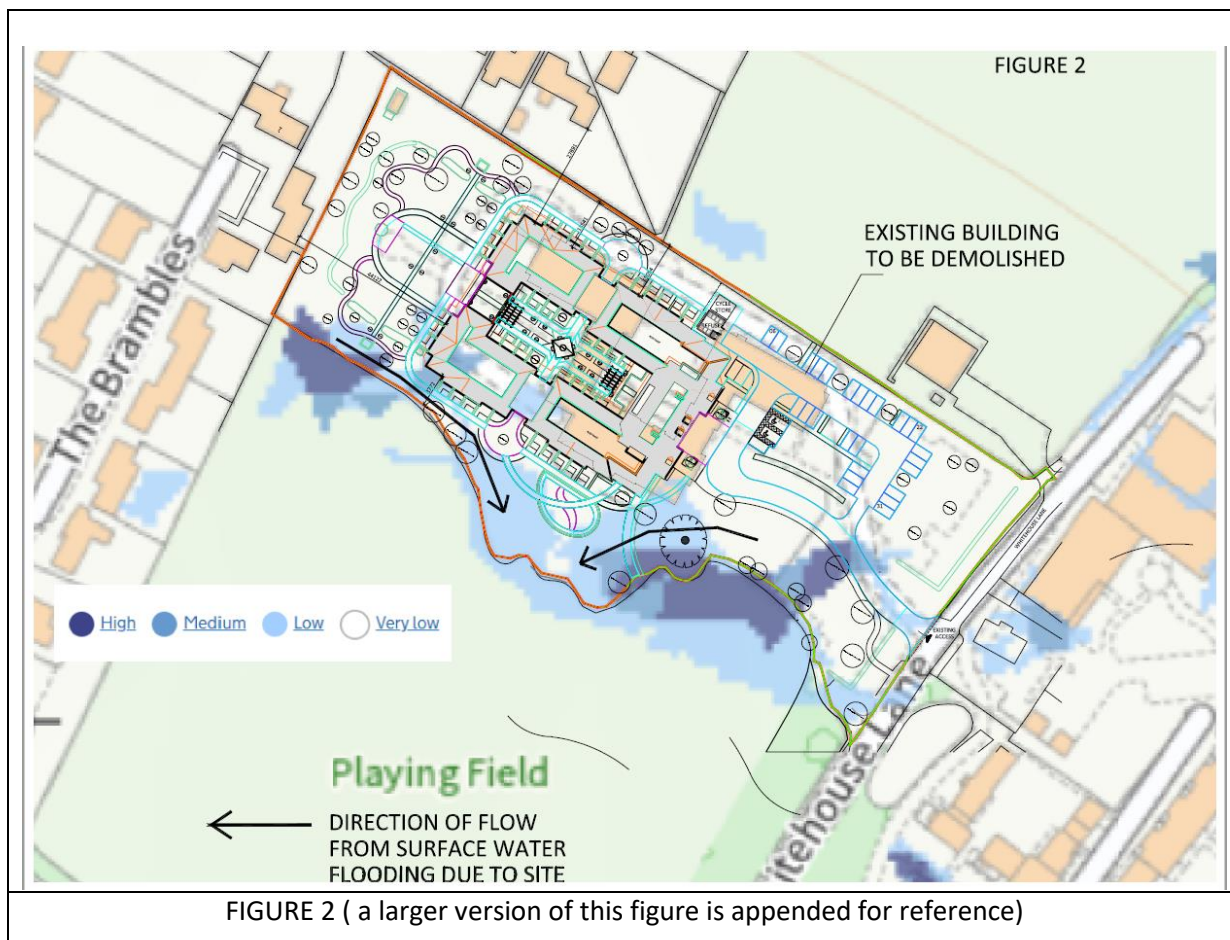 FIGURE 2
EXISTING BUILDING
TO BE DEMOLISHED
CYCLE
STORE
REFUSE
The Brambles
WHITEHOUSE LANE
EXISTING
ACCESS
High
Medium
Low
Very low
itehouse Lane
Playing Field
DIRECTION OF FLOW
FROM SURFACE WATER
FLOODING DUE TO SITE
FIGURE 2 ( a larger version of this figure is appended for reference)